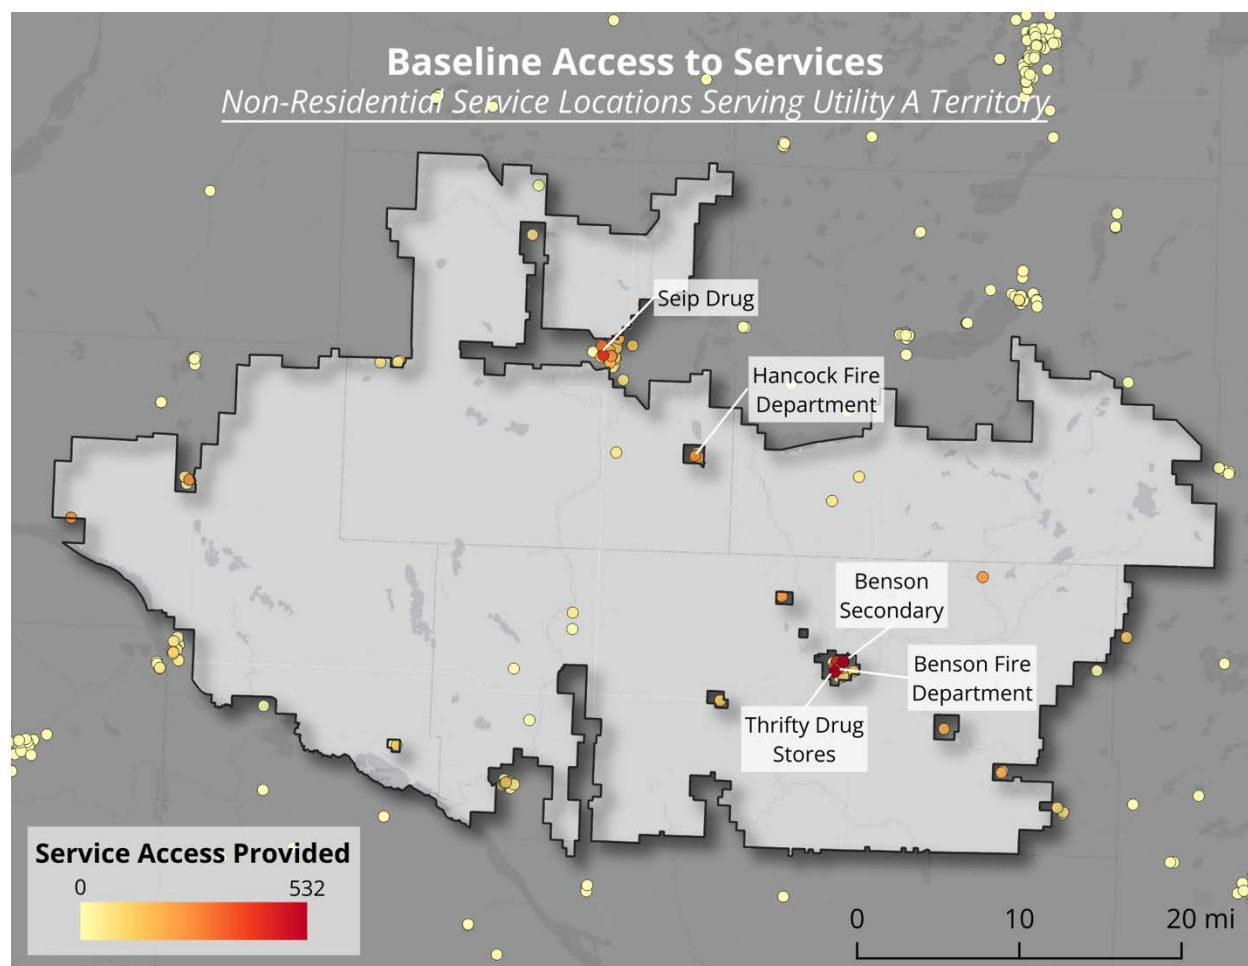 Baseline Access to Services
Non-Residential Service Locations Serving Utility A Territory
Seip Drug
Hancock Fire
Department
Benson
Secondary
Benson Fire
Department
Thrifty Drug
Stores
Service Access Provided
0 532
0 10 20 mi